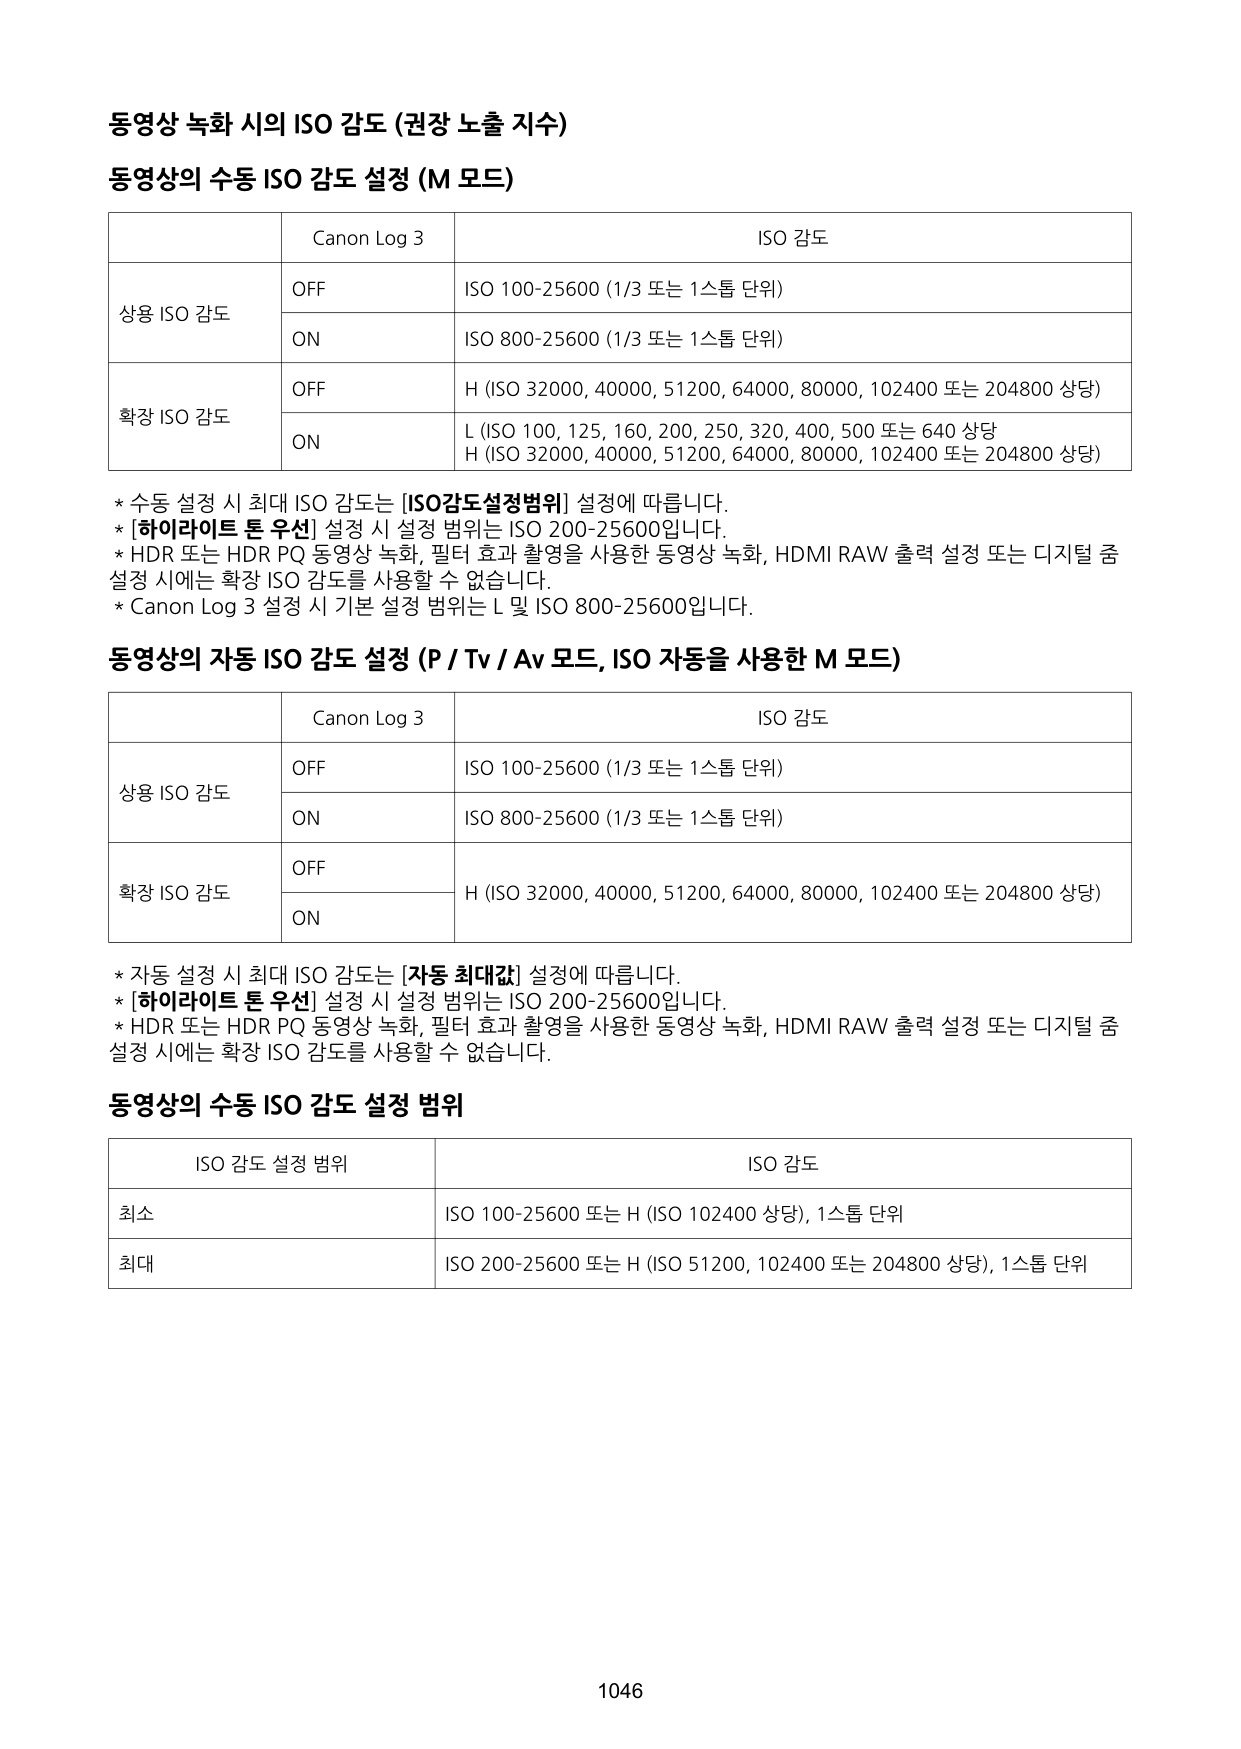 동영상 녹화 시의 ISO 감도 (권장 노출 지수)
동영상의 수동 ISO 감도 설정 (M 모드)
Canon Log 3
ISO 감도
상용 ISO 감도
OFF
ISO 100-25600 (1/3 또는 1스톱 단위)
ON
ISO 800-25600 (1/3 또는 1스톱 단위)
확장 ISO 감도
OFF
H (ISO 32000, 40000, 51200, 64000, 80000, 102400 또는 204800 상당)
ON
L (ISO 100, 125, 160, 200, 250, 320, 400, 500 또는 640 상당
H (ISO 32000, 40000, 51200, 64000, 80000, 102400 또는 204800 상당)
* 수동 설정 시 최대 ISO 감도는 [ISO감도설정범위] 설정에 따릅니다.
* [하이라이트 톤 우선] 설정 시 설정 범위는 ISO 200-25600입니다.
* HDR 또는 HDR PQ 동영상 녹화, 필터 효과 촬영을 사용한 동영상 녹화, HDMI RAW 출력 설정 또는 디지털 줌
설정 시에는 확장 ISO 감도를 사용할 수 없습니다.
* Canon Log 3 설정 시 기본 설정 범위는 L 및 ISO 800-25600입니다.
동영상의 자동 ISO 감도 설정 (P / Tv / Av 모드, ISO 자동을 사용한 M 모드)
Canon Log 3
ISO 감도
상용 ISO 감도
OFF
ISO 100-25600 (1/3 또는 1스톱 단위)
ON
ISO 800-25600 (1/3 또는 1스톱 단위)
확장 ISO 감도
OFF
H (ISO 32000, 40000, 51200, 64000, 80000, 102400 또는 204800 상당)
ON
* 자동 설정 시 최대 ISO 감도는 [자동 최대값] 설정에 따릅니다.
* [하이라이트 톤 우선] 설정 시 설정 범위는 ISO 200-25600입니다.
* HDR 또는 HDR PQ 동영상 녹화, 필터 효과 촬영을 사용한 동영상 녹화, HDMI RAW 출력 설정 또는 디지털 줌
설정 시에는 확장 ISO 감도를 사용할 수 없습니다.
동영상의 수동 ISO 감도 설정 범위
ISO 감도 설정 범위
ISO 감도
최소
ISO 100-25600 또는 H (ISO 102400 상당), 1스톱 단위
최대
ISO 200-25600 또는 H (ISO 51200, 102400 또는 204800 상당), 1스톱 단위
1046